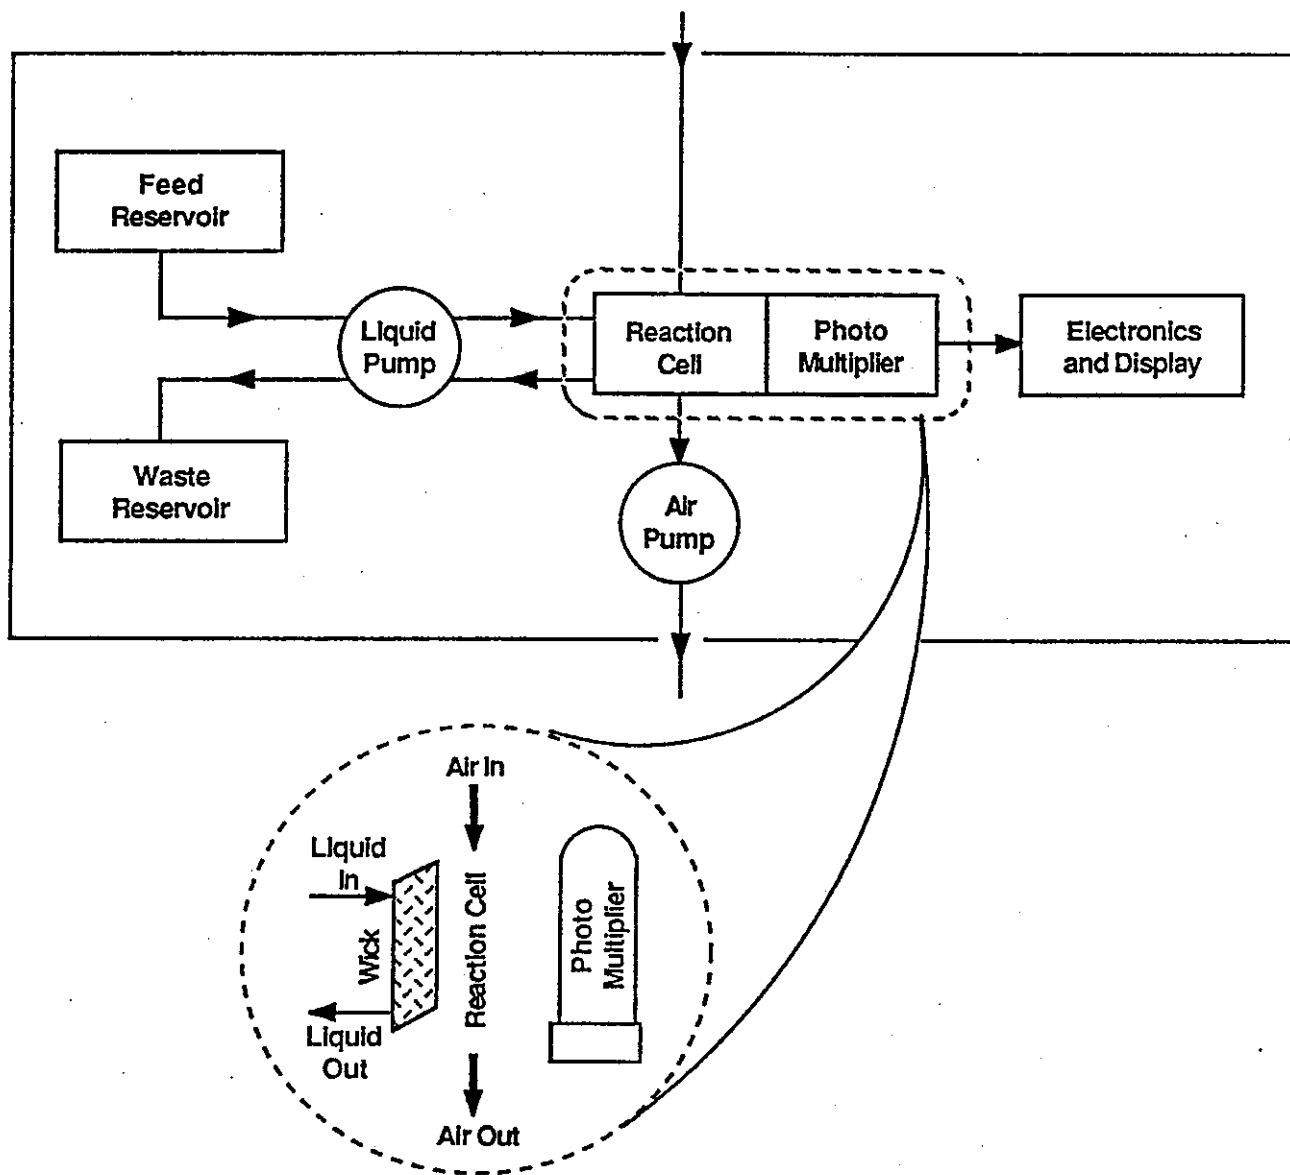 Feed
Reservoir
Liquid
Pump
Reaction
Cell
Photo
Multiplier
Electronics
and Display
Waste
Reservoir
Air
Pump
Air In
Liquid
In
Wick
Reaction Cell
Photo
Multiplier
Liquid
Out
Air Out